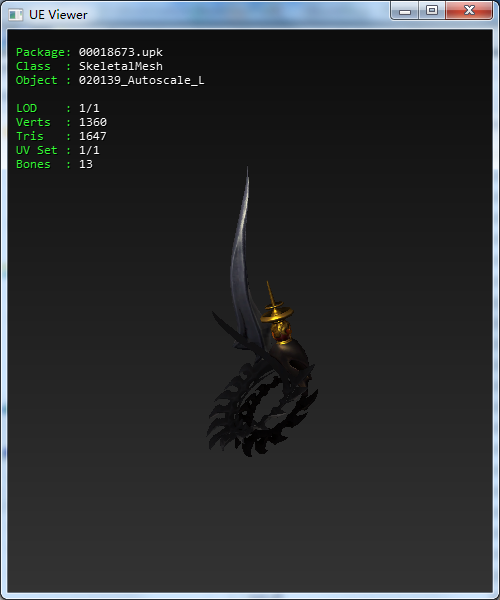 UE Viewer
Package: 00018673.upk
Class  : SkeletalMesh
Object : 020139_Autoscale_L
LOD    : 1/1
Verts  : 1360
Tris   : 1647
UV Set : 1/1
Bones  : 13